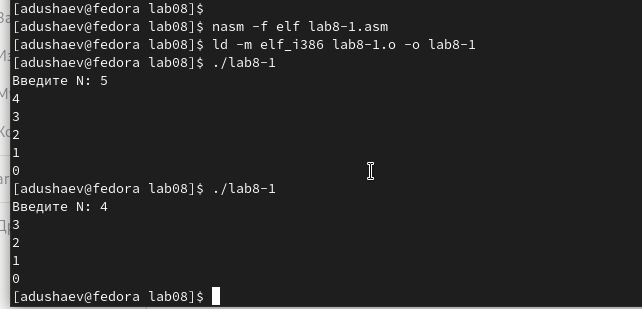 [adushaev@fedora lab08]$
[adushaev@fedora lab08]$ nasm -f elf lab8-1.asm
[adushaev@fedora lab08]$ ld -m elf_i386 lab8-1.o -o lab8-1
[adushaev@fedora lab08]$ ./lab8-1
Введите N: 5
4
3
2
1
0
[adushaev@fedora lab08]$ ./lab8-1
Введите N: 4
3
2
1
0
[adushaev@fedora lab08]$